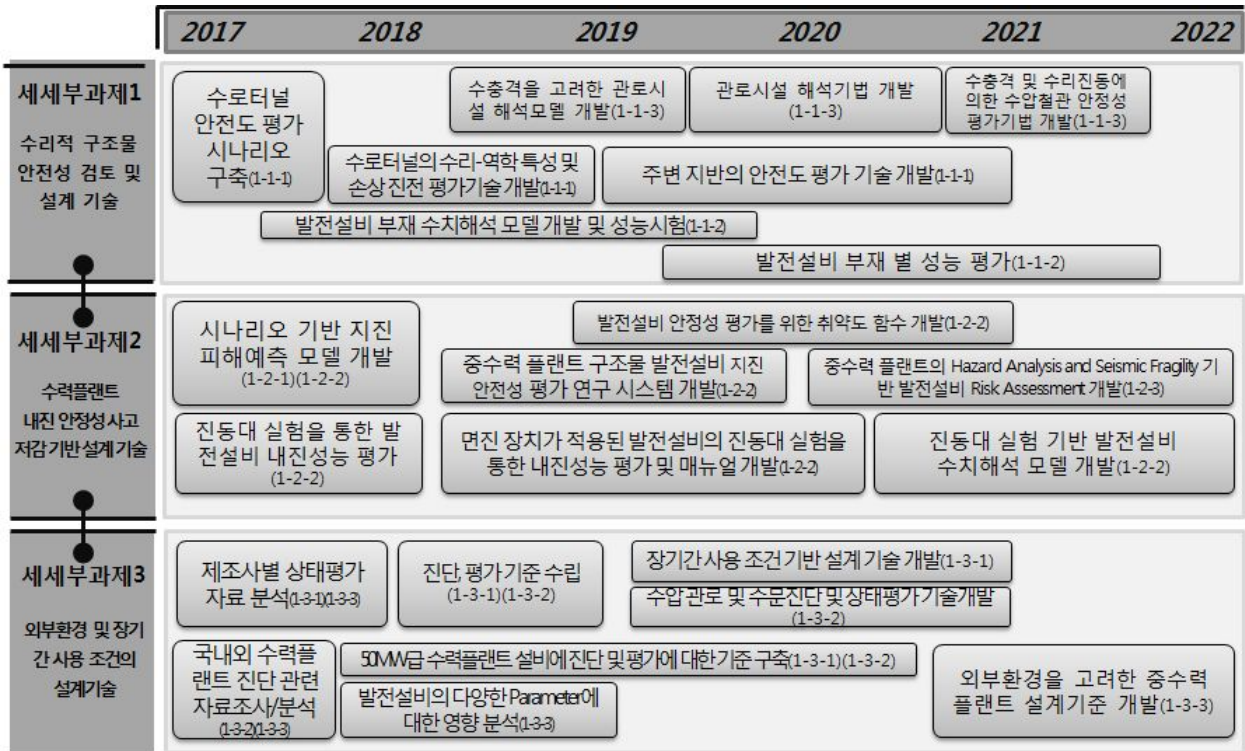 2017 2018 2019 2020 2021 2022
세세부과제1
수리적 구조물
안전성 검토 및
설계 기술
수로터널
안전도 평가
시나리오
구축(1-1-1)
수충격을 고려한 관로시
설 해석모델 개발(1-1-3)
관로시설 해석기법 개발
(1-1-3)
수충격 및 수리진동에
의한 수압철관 안정성
평가기법 개발(1-1-3)
수로터널의 수리-역학 특성 및
손상 진전 평가기술 개발(1-1-1)
주변 지반의 안전도 평가 기술 개발(1-1-1)
발전설비 부재 수치해석 모델 개발 및 성능시험(1-1-2)
발전설비 부재 별 성능 평가(1-1-2)
세세부과제2
수력플랜트
내진 안정성 사고
저감 기반 설계 기술
시나리오 기반 지진
피해예측 모델 개발
(1-2-1)(1-2-2)
발전설비 안정성 평가를 위한 취약도 함수 개발(1-2-2)
중수력 플랜트 구조물 발전설비 지진
안전성 평가 연구 시스템 개발(1-2-2)
중수력 플랜트의 Hazard Analysis and Seismic Fragility 기
반 발전설비 Risk Assessment 개발(1-2-3)
진동대 실험을 통한 발
전설비 내진성능 평가
(1-2-2)
면진 장치가 적용된 발전설비의 진동대 실험을
통한 내진성능 평가 및 매뉴얼 개발(1-2-2)
진동대 실험 기반 발전설비
수치해석 모델 개발(1-2-2)
세세부과제3
외부환경 및 장기
간 사용 조건의
설계기술
제조사별 상태평가
자료 분석(1-3-1)(1-3-3)
진단, 평가 기준 수립
(1-3-1)(1-3-2)
장기간 사용 조건 기반 설계 기술 개발(1-3-1)
수압 관로 및 수문진단 및 상태평가 기술개발
(1-3-2)
국내외 수력플
랜트 진단 관련
자료조사/분석
(1-3-2)(1-3-3)
50MW급 수력플랜트 설비에 진단 및 평가에 대한 기준 구축(1-3-1)(1-3-2)
발전설비의 다양한 Parameter에
대한 영향 분석(1-3-3)
외부환경을 고려한 중수력
플랜트 설계기준 개발(1-3-3)